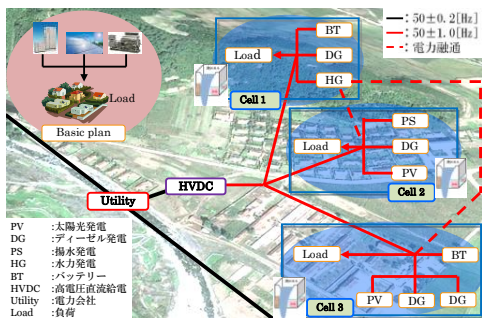 : 50±0.2[Hz]
: 50±1.0[Hz]
: 電力融通
Load
Basic plan
BT
Load
DG
HG
Cell 1
PS
Load
DG
PV
Cell 2
Utility
HVDC
Load
BT
PV
DG
DG
Cell 3
PV :太陽光発電
DG :ディーゼル発電
PS :揚水発電
HG :水力発電
BT :バッテリー
HVDC :高電圧直流給電
Utility :電力会社
Load :負荷